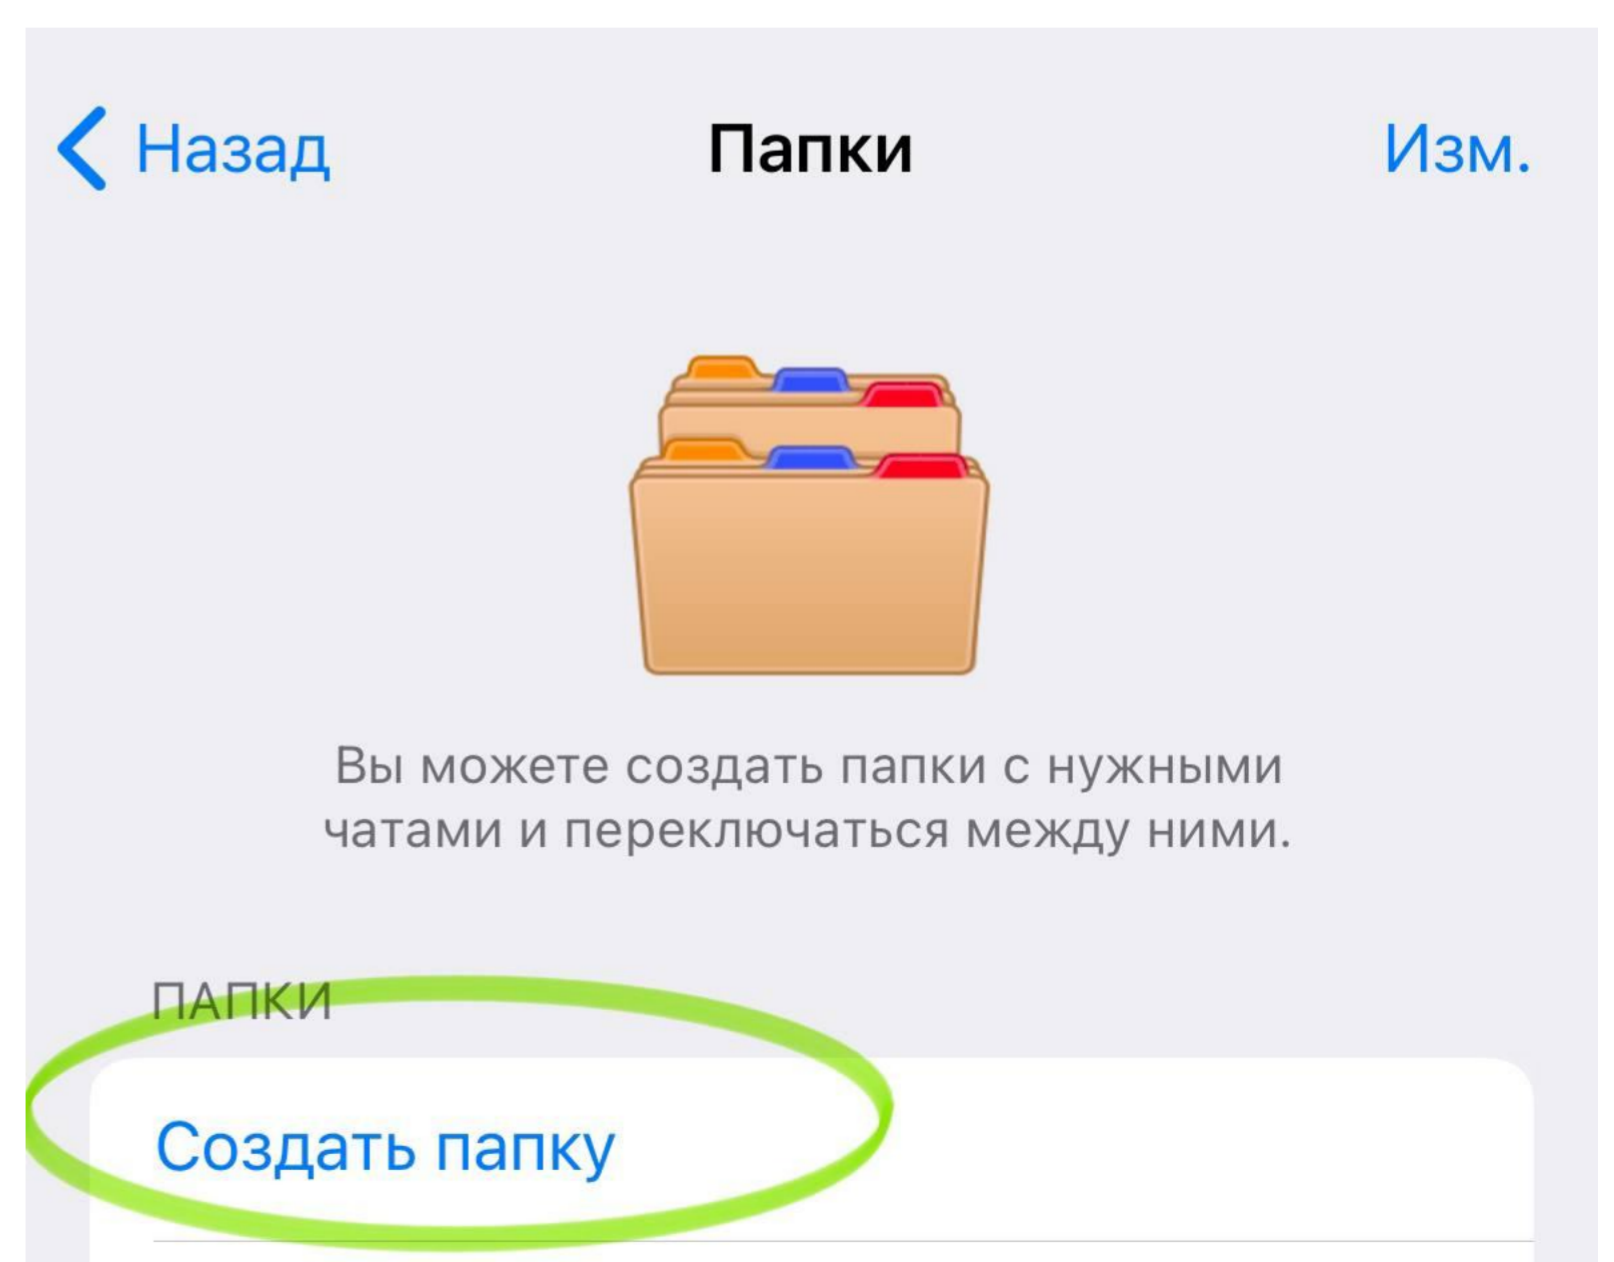 Назад
Папки
Изм.
Вы можете создать папки с нужными
чатами и переключаться между ними.
ПАПКИ
Создать папку